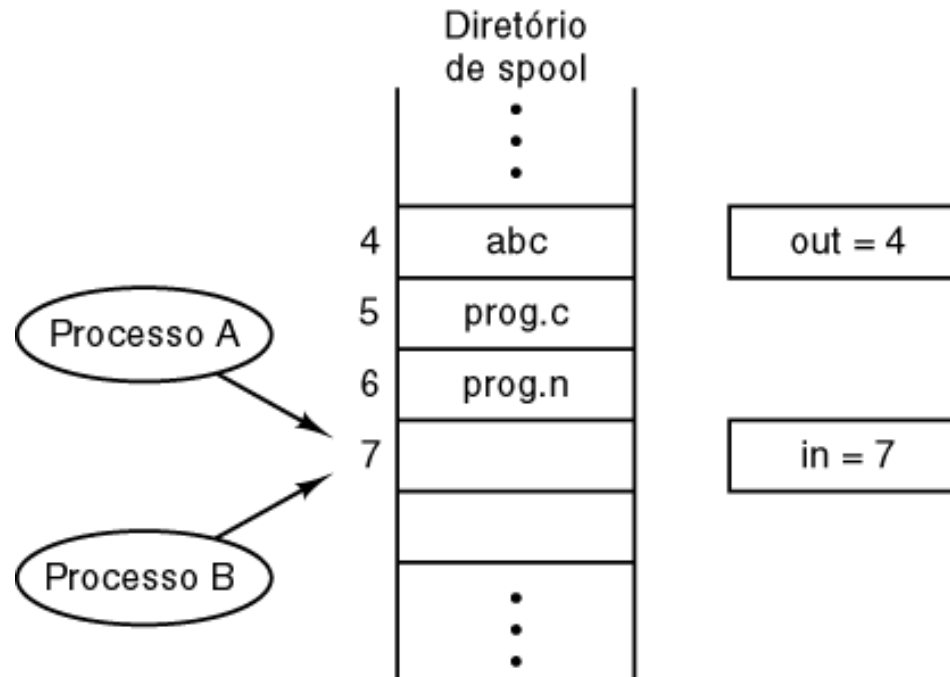 Diretório
de spool
4 abc out = 4
Processo A
5 prog.c
6 prog.n
7 in = 7
Processo B